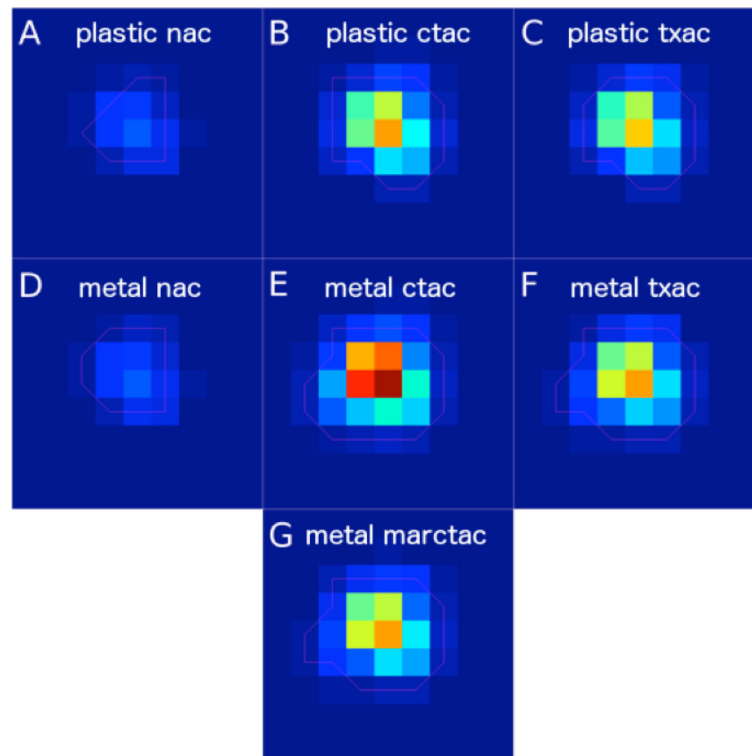 A plastic nac
B plastic ctac
C plastic txac
D metal nac
E metal ctac
F metal txac
G metal marctac